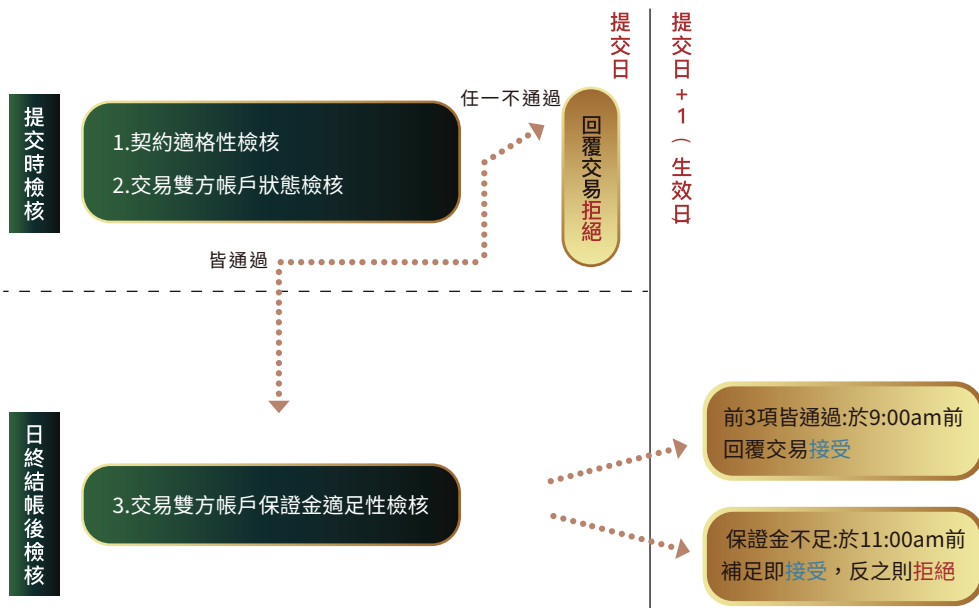 提交日
提交日+1（生效日）
提交時檢核
1.契約適格性檢核
2.交易雙方帳戶狀態檢核
任一不通過
回覆交易拒絕
皆通過
日終結帳後檢核
3.交易雙方帳戶保證金適足性檢核
前3項皆通過:於9:00am前
回覆交易接受
保證金不足:於11:00am前
補足即接受，反之則拒絕